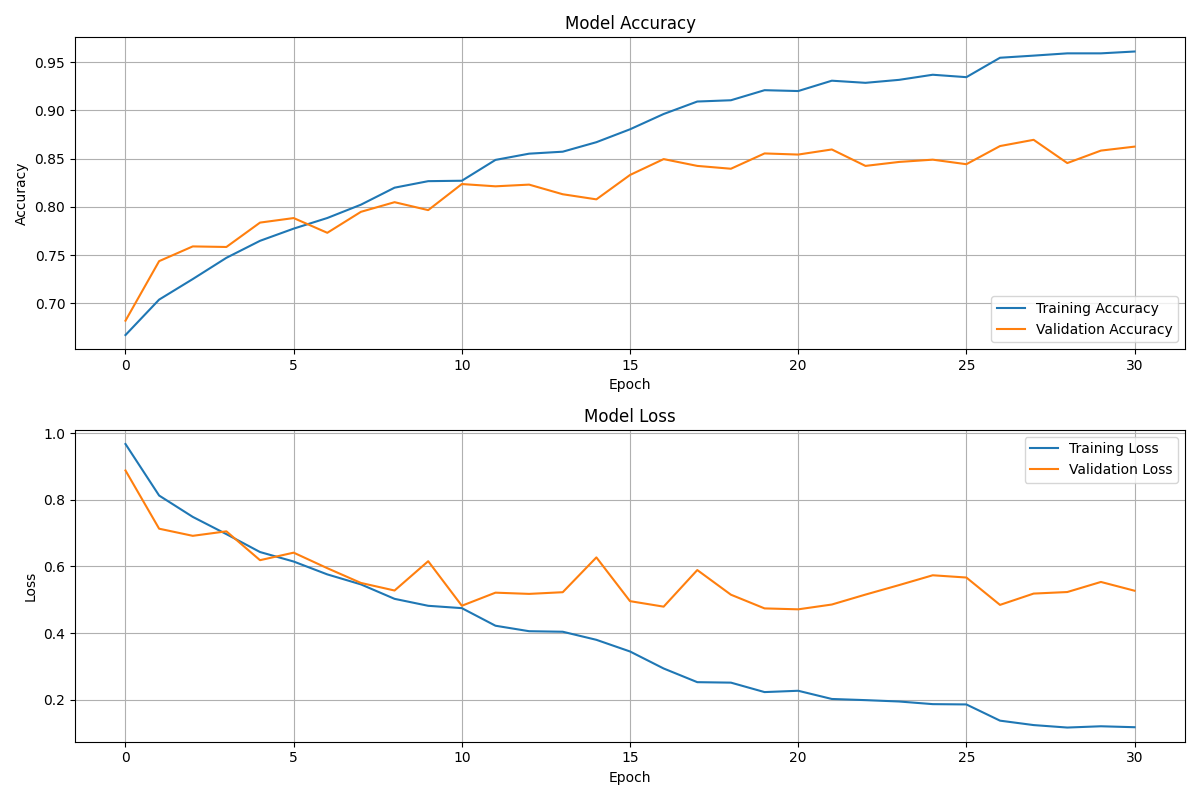 Model Accuracy
Accuracy
0.95
0.90
0.85
0.80
0.75
0.70
Training Accuracy
Validation Accuracy
0 5 10 15 20 25 30
Epoch
Model Loss
Loss
1.0
0.8
0.6
0.4
0.2
Training Loss
Validation Loss
0 5 10 15 20 25 30
Epoch